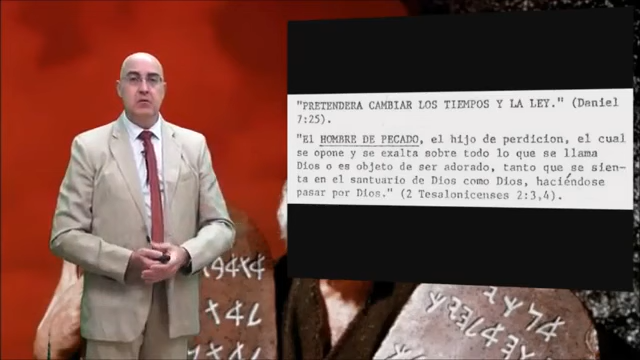 "PRETENDERA CAMBIAR LOS TIEMPOS Y LA LEY." (Daniel
7:25).
"El HOMBRE DE PECADO, el hijo de perdicion, el cual
se opone y se exalta sobre todo lo que se llama
Dios o es objeto de ser adorado, tanto que se sien-
ta en el santuario de Dios como Dios, haciéndose
pasar por Dios." (2 Tesalonicenses 2:3,4).